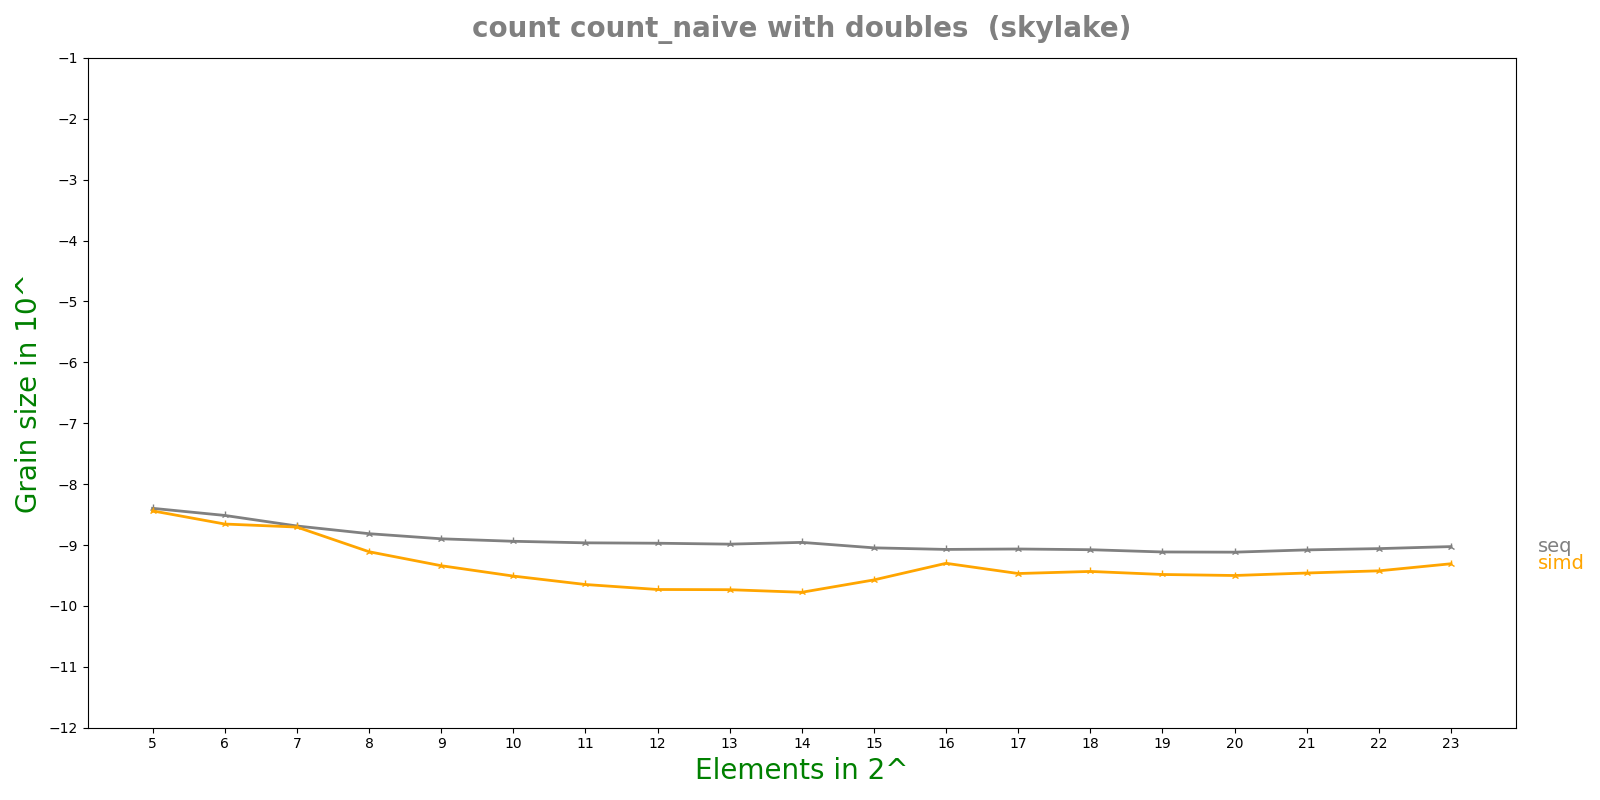 count count_naive with doubles  (skylake)
Grain size in 10^
−1
−2
−3
−4
−5
−6
−7
−8
−9
−10
−11
−12
seq
simd
5 6 7 8 9 10 11 12 13 14 15 16 17 18 19 20 21 22 23
Elements in 2^